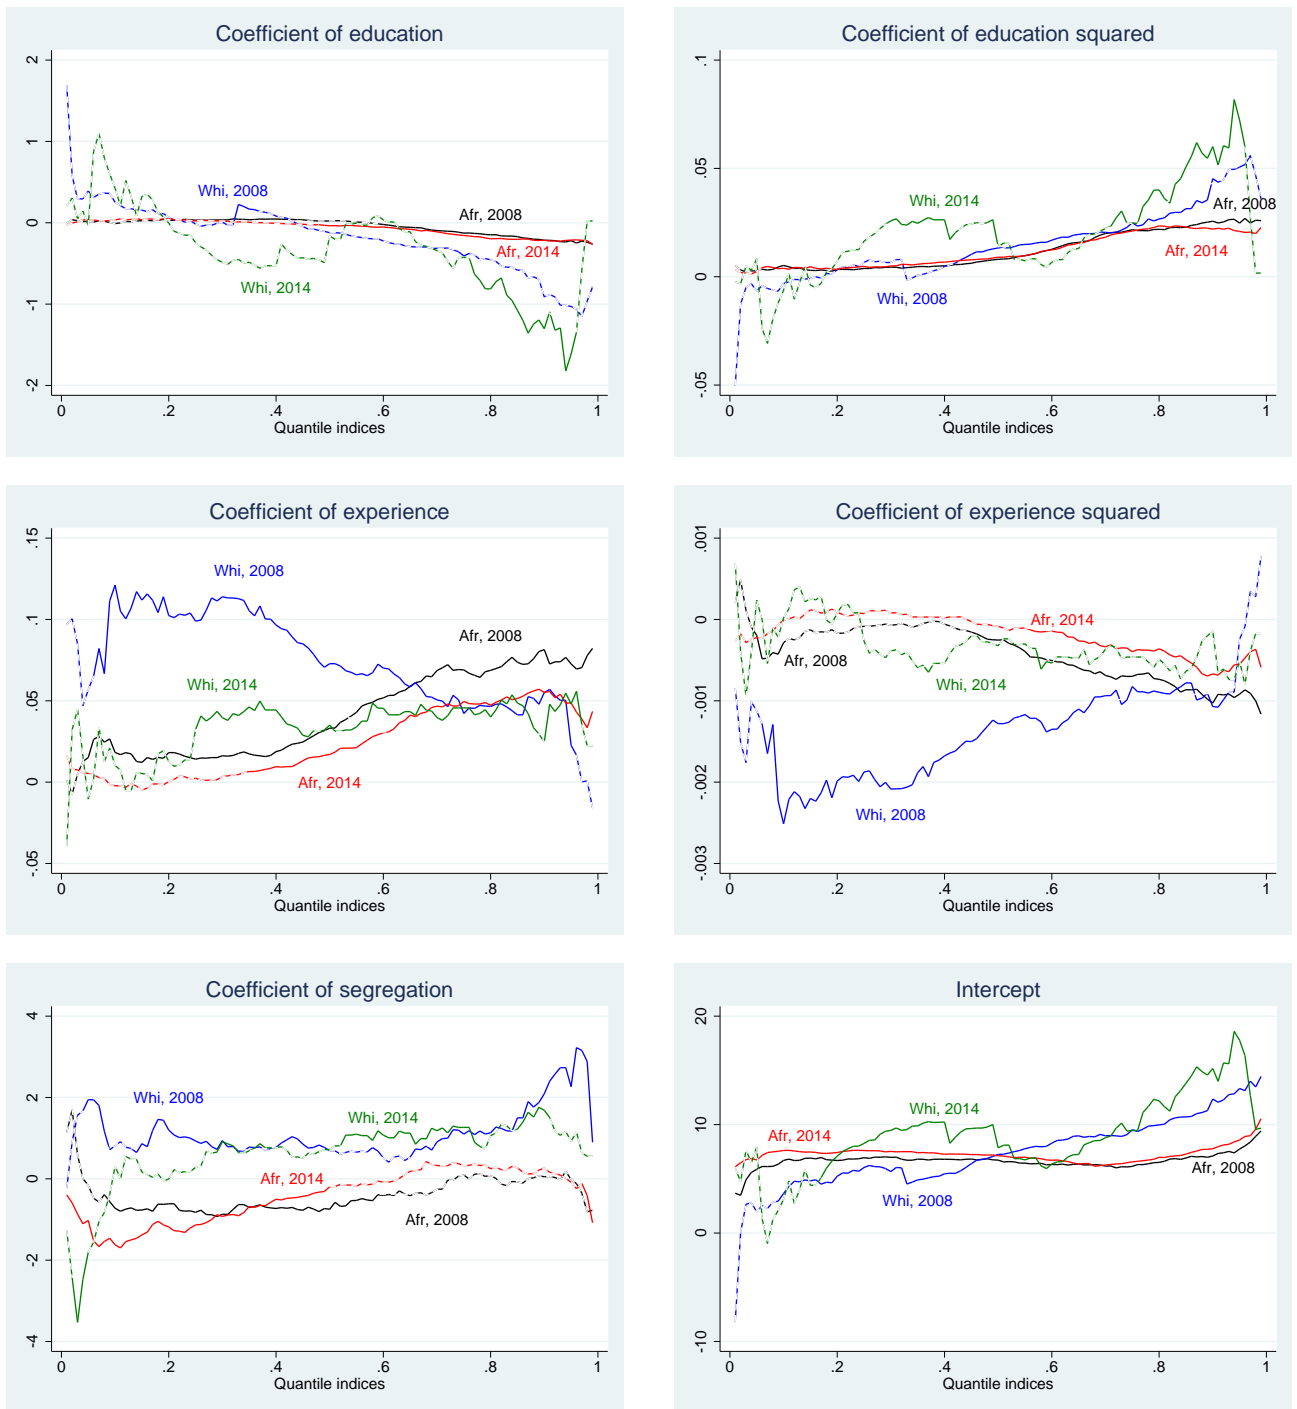 Coefficient of education
2
1
0
-1
-2
Whi, 2008
Afr, 2008
Afr, 2014
Whi, 2014
0 .2 .4 .6 .8 1
Quantile indices
Coefficient of education squared
.1
.05
0
-.05
Whi, 2014
Afr, 2008
Afr, 2014
Whi, 2008
0 .2 .4 .6 .8 1
Quantile indices
Coefficient of experience
.15
.1
.05
0
-.05
Whi, 2008
Afr, 2008
Whi, 2014
Afr, 2014
0 .2 .4 .6 .8 1
Quantile indices
Coefficient of experience squared
.001
0
-.001
-.002
-.003
Afr, 2014
Afr, 2008
Whi, 2014
Whi, 2008
0 .2 .4 .6 .8 1
Quantile indices
Coefficient of segregation
4
2
0
-2
-4
Whi, 2008
Whi, 2014
Afr, 2014
Afr, 2008
0 .2 .4 .6 .8 1
Quantile indices
Intercept
20
10
0
-10
Whi, 2014
Afr, 2014
Afr, 2008
Whi, 2008
0 .2 .4 .6 .8 1
Quantile indices